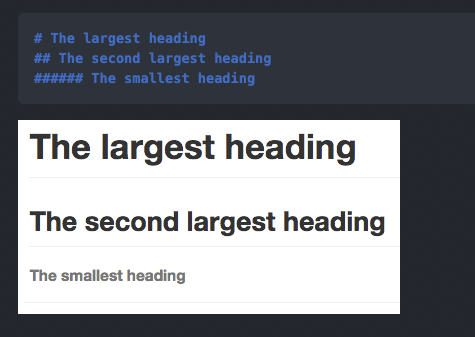 # The largest heading
## The second largest heading
###### The smallest heading
The largest heading
The second largest heading
The smallest heading